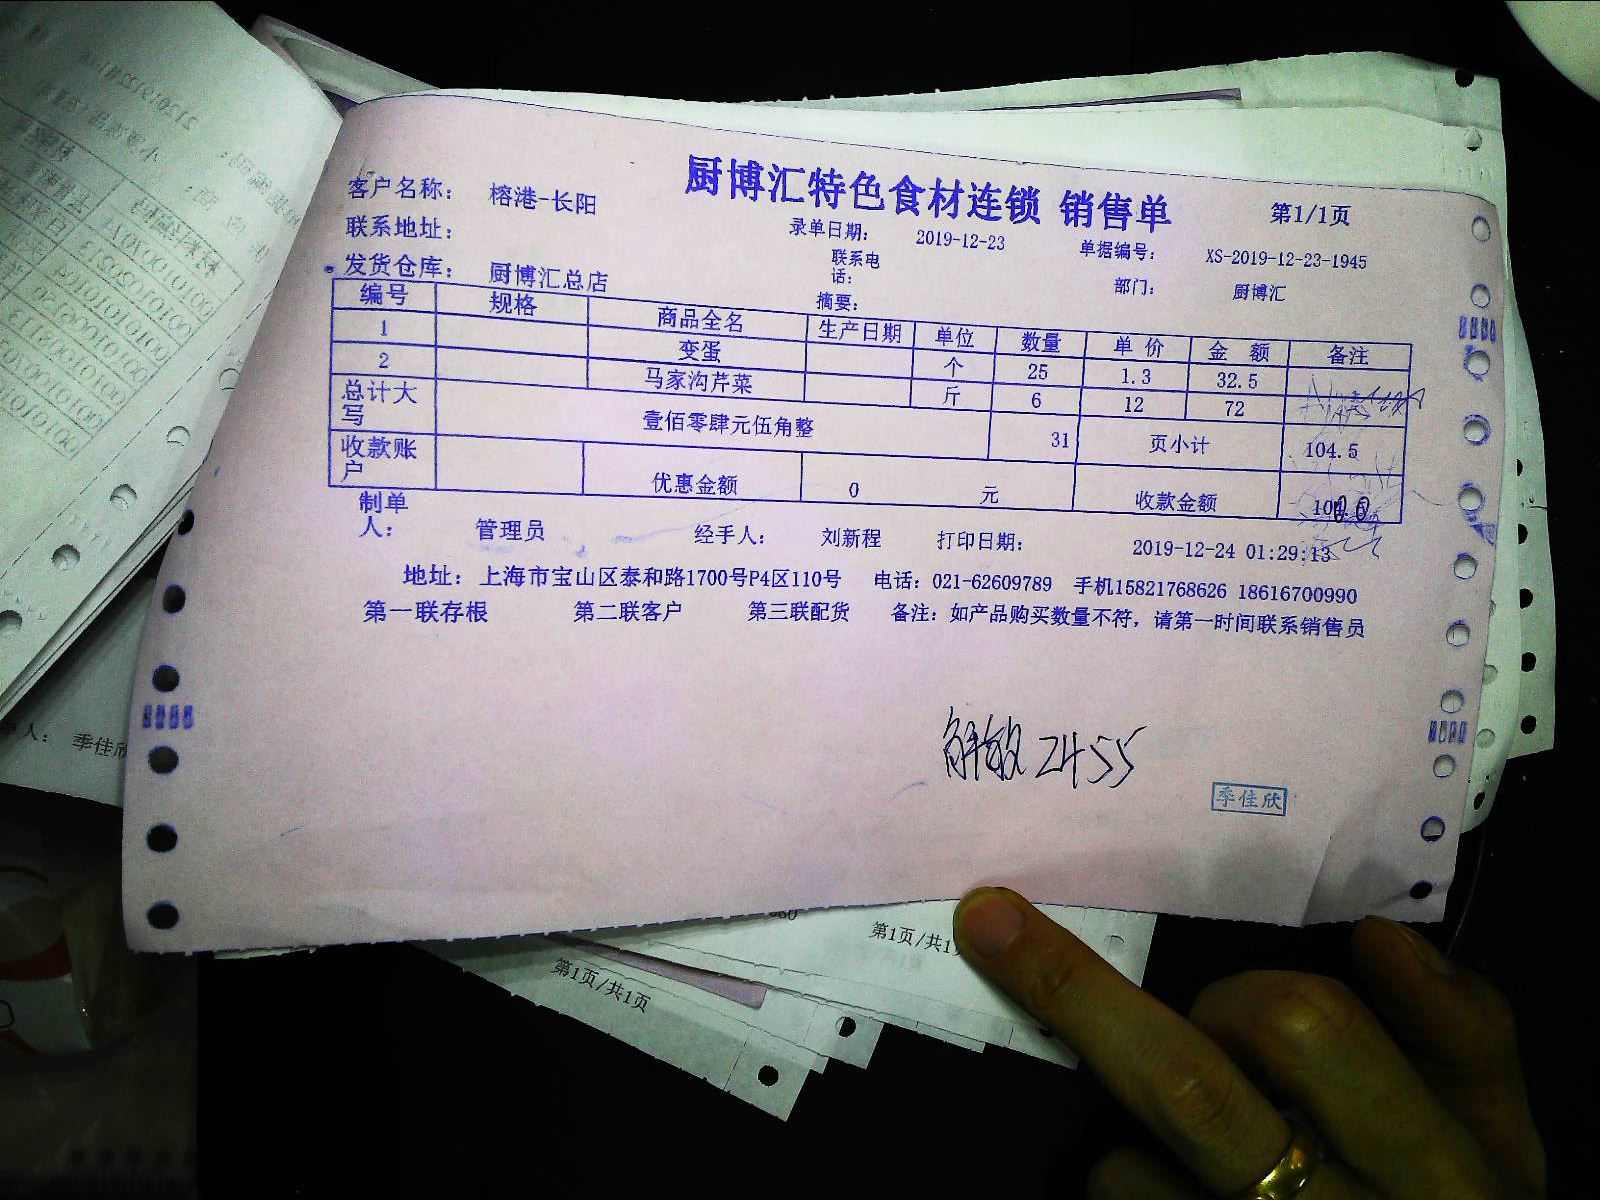 厨博汇特色食材连锁 销售单
第1/1页
客户名称： 榕港-长阳
录单日期： 2019-12-23
单据编号： XS-2019-12-23-1945
联系地址：
联系电话：
部门： 厨博汇
发货仓库： 厨博汇总店
摘要：
编号 规格 商品全名 生产日期 单位 数量 单价 金额 备注
1 变蛋 个 25 1.3 32.5
2 马家沟芹菜 斤 6 12 72
总计大写 壹佰零肆元伍角整 31 页小计 104.5
收款账户 优惠金额 0 元 收款金额
制单人： 管理员 经手人： 刘新程 打印日期： 2019-12-24 01:29:13
地址：上海市宝山区泰和路1700号P4区110号 电话：021-62609789 手机15821768626 18616700990
第一联存根 第二联客户 第三联配货 备注：如产品购买数量不符，请第一时间联系销售员
2455
季佳欣
单人： 季佳欣
第1页/共1页
第1页/共1